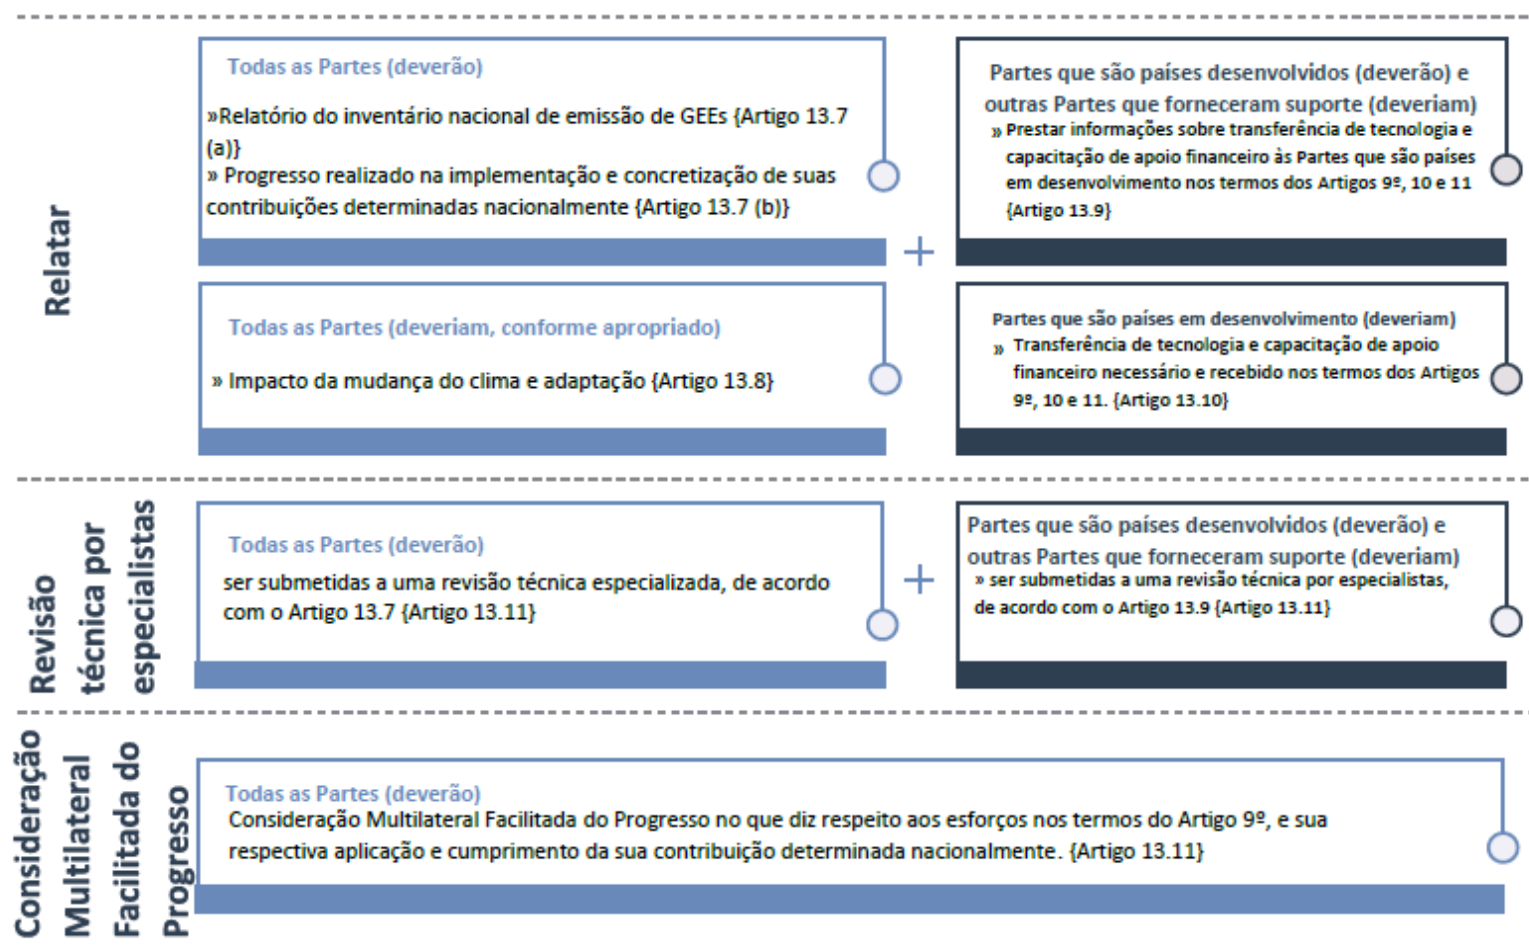 Relatar
Todas as Partes (deverão)
»Relatório do inventário nacional de emissão de GEEs {Artigo 13.7
(a)}
» Progresso realizado na implementação e concretização de suas
contribuições determinadas nacionalmente {Artigo 13.7 (b)}
+
Partes que são países desenvolvidos (deverão) e
outras Partes que forneceram suporte (deveriam)
» Prestar informações sobre transferência de tecnologia e
capacitação de apoio financeiro às Partes que são países
em desenvolvimento nos termos dos Artigos 9º, 10 e 11
{Artigo 13.9}
Todas as Partes (deveriam, conforme apropriado)
» Impacto da mudança do clima e adaptação {Artigo 13.8}
Partes que são países em desenvolvimento (deveriam)
» Transferência de tecnologia e capacitação de apoio
financeiro necessário e recebido nos termos dos Artigos
9º, 10 e 11. {Artigo 13.10}
Revisão
técnica por
especialistas
Todas as Partes (deverão)
ser submetidas a uma revisão técnica especializada, de acordo
com o Artigo 13.7 {Artigo 13.11}
+
Partes que são países desenvolvidos (deverão) e
outras Partes que forneceram suporte (deveriam)
» ser submetidas a uma revisão técnica por especialistas,
de acordo com o Artigo 13.9 {Artigo 13.11}
Consideração
Multilateral
Facilitada do
Progresso
Todas as Partes (deverão)
Consideração Multilateral Facilitada do Progresso no que diz respeito aos esforços nos termos do Artigo 9º, e sua
respectiva aplicação e cumprimento da sua contribuição determinada nacionalmente. {Artigo 13.11}